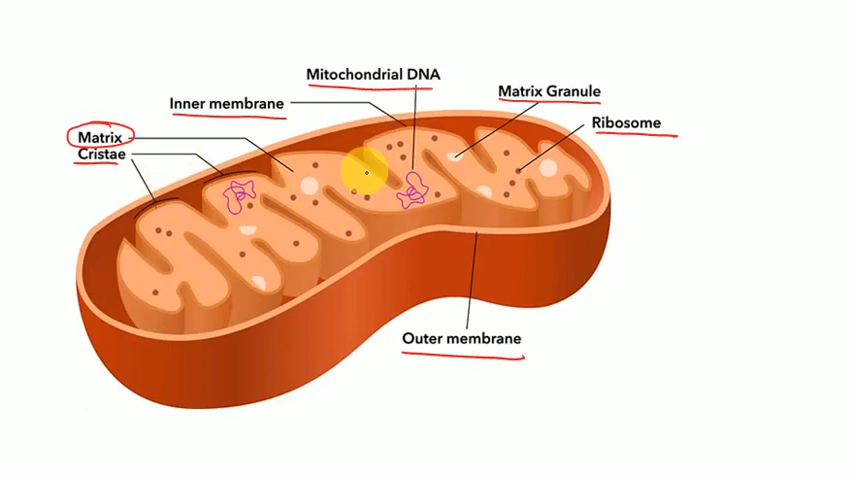 Mitochondrial DNA
Matrix Granule
Inner membrane
Ribosome
Matrix
Cristae
Outer membrane